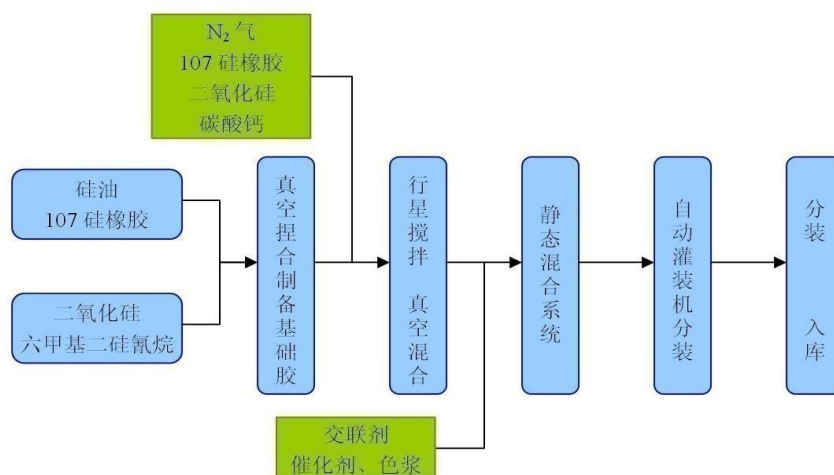 N₂ 气
107 硅橡胶
二氧化硅
碳酸钙
硅油
107 硅橡胶
二氧化硅
六甲基二硅氰烷
真空捏合制备基础胶
行星搅拌 真空混合
静态混合系统
自动灌装机分装
分装 入库
交联剂
催化剂、色浆